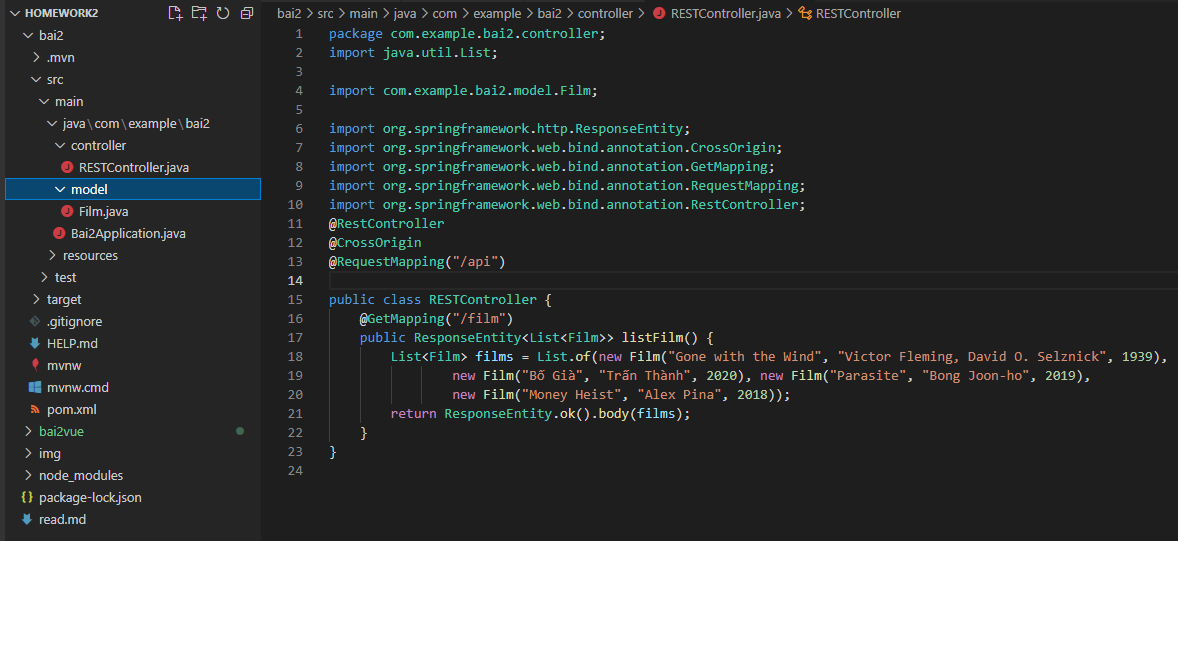 HOMEWORK2
bai2
.mvn
src
main
java\com\example\bai2
controller
RESTController.java
model
Film.java
Bai2Application.java
resources
test
target
.gitignore
HELP.md
mvnw
mvnw.cmd
pom.xml
bai2vue
img
node_modules
package-lock.json
read.md
bai2 > src > main > java > com > example > bai2 > controller > RESTController.java > RESTController
1 package com.example.bai2.controller;
2 import java.util.List;
3
4 import com.example.bai2.model.Film;
5
6 import org.springframework.http.ResponseEntity;
7 import org.springframework.web.bind.annotation.CrossOrigin;
8 import org.springframework.web.bind.annotation.GetMapping;
9 import org.springframework.web.bind.annotation.RequestMapping;
10 import org.springframework.web.bind.annotation.RestController;
11 @RestController
12 @CrossOrigin
13 @RequestMapping("/api")
14
15 public class RESTController {
16 @GetMapping("/film")
17 public ResponseEntity<List<Film>> listFilm() {
18 List<Film> films = List.of(new Film("Gone with the Wind", "Victor Fleming, David O. Selznick", 1939),
19 new Film("Bố Già", "Trấn Thành", 2020), new Film("Parasite", "Bong Joon-ho", 2019),
20 new Film("Money Heist", "Alex Pina", 2018));
21 return ResponseEntity.ok().body(films);
22 }
23 }
24